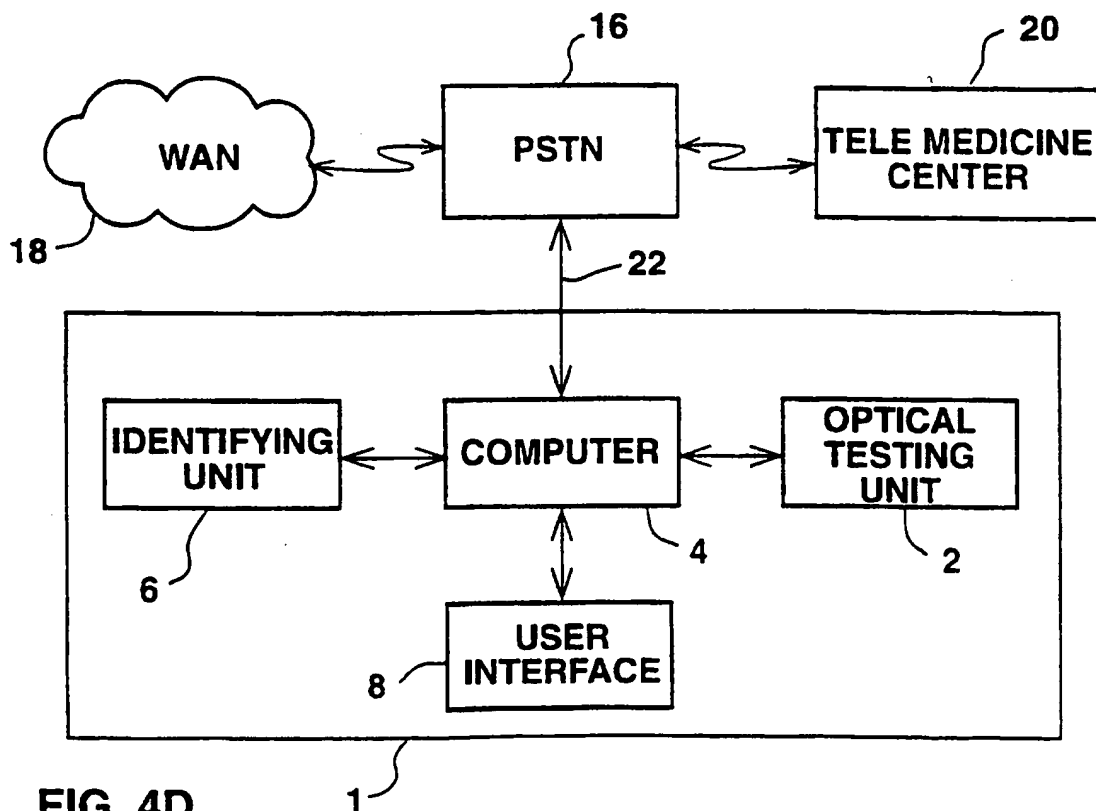 16
20
WAN
PSTN
TELE MEDICINE
CENTER
18
22
IDENTIFYING
UNIT
COMPUTER
OPTICAL
TESTING
UNIT
6
4
2
USER
INTERFACE
8
FIG. 4D
1